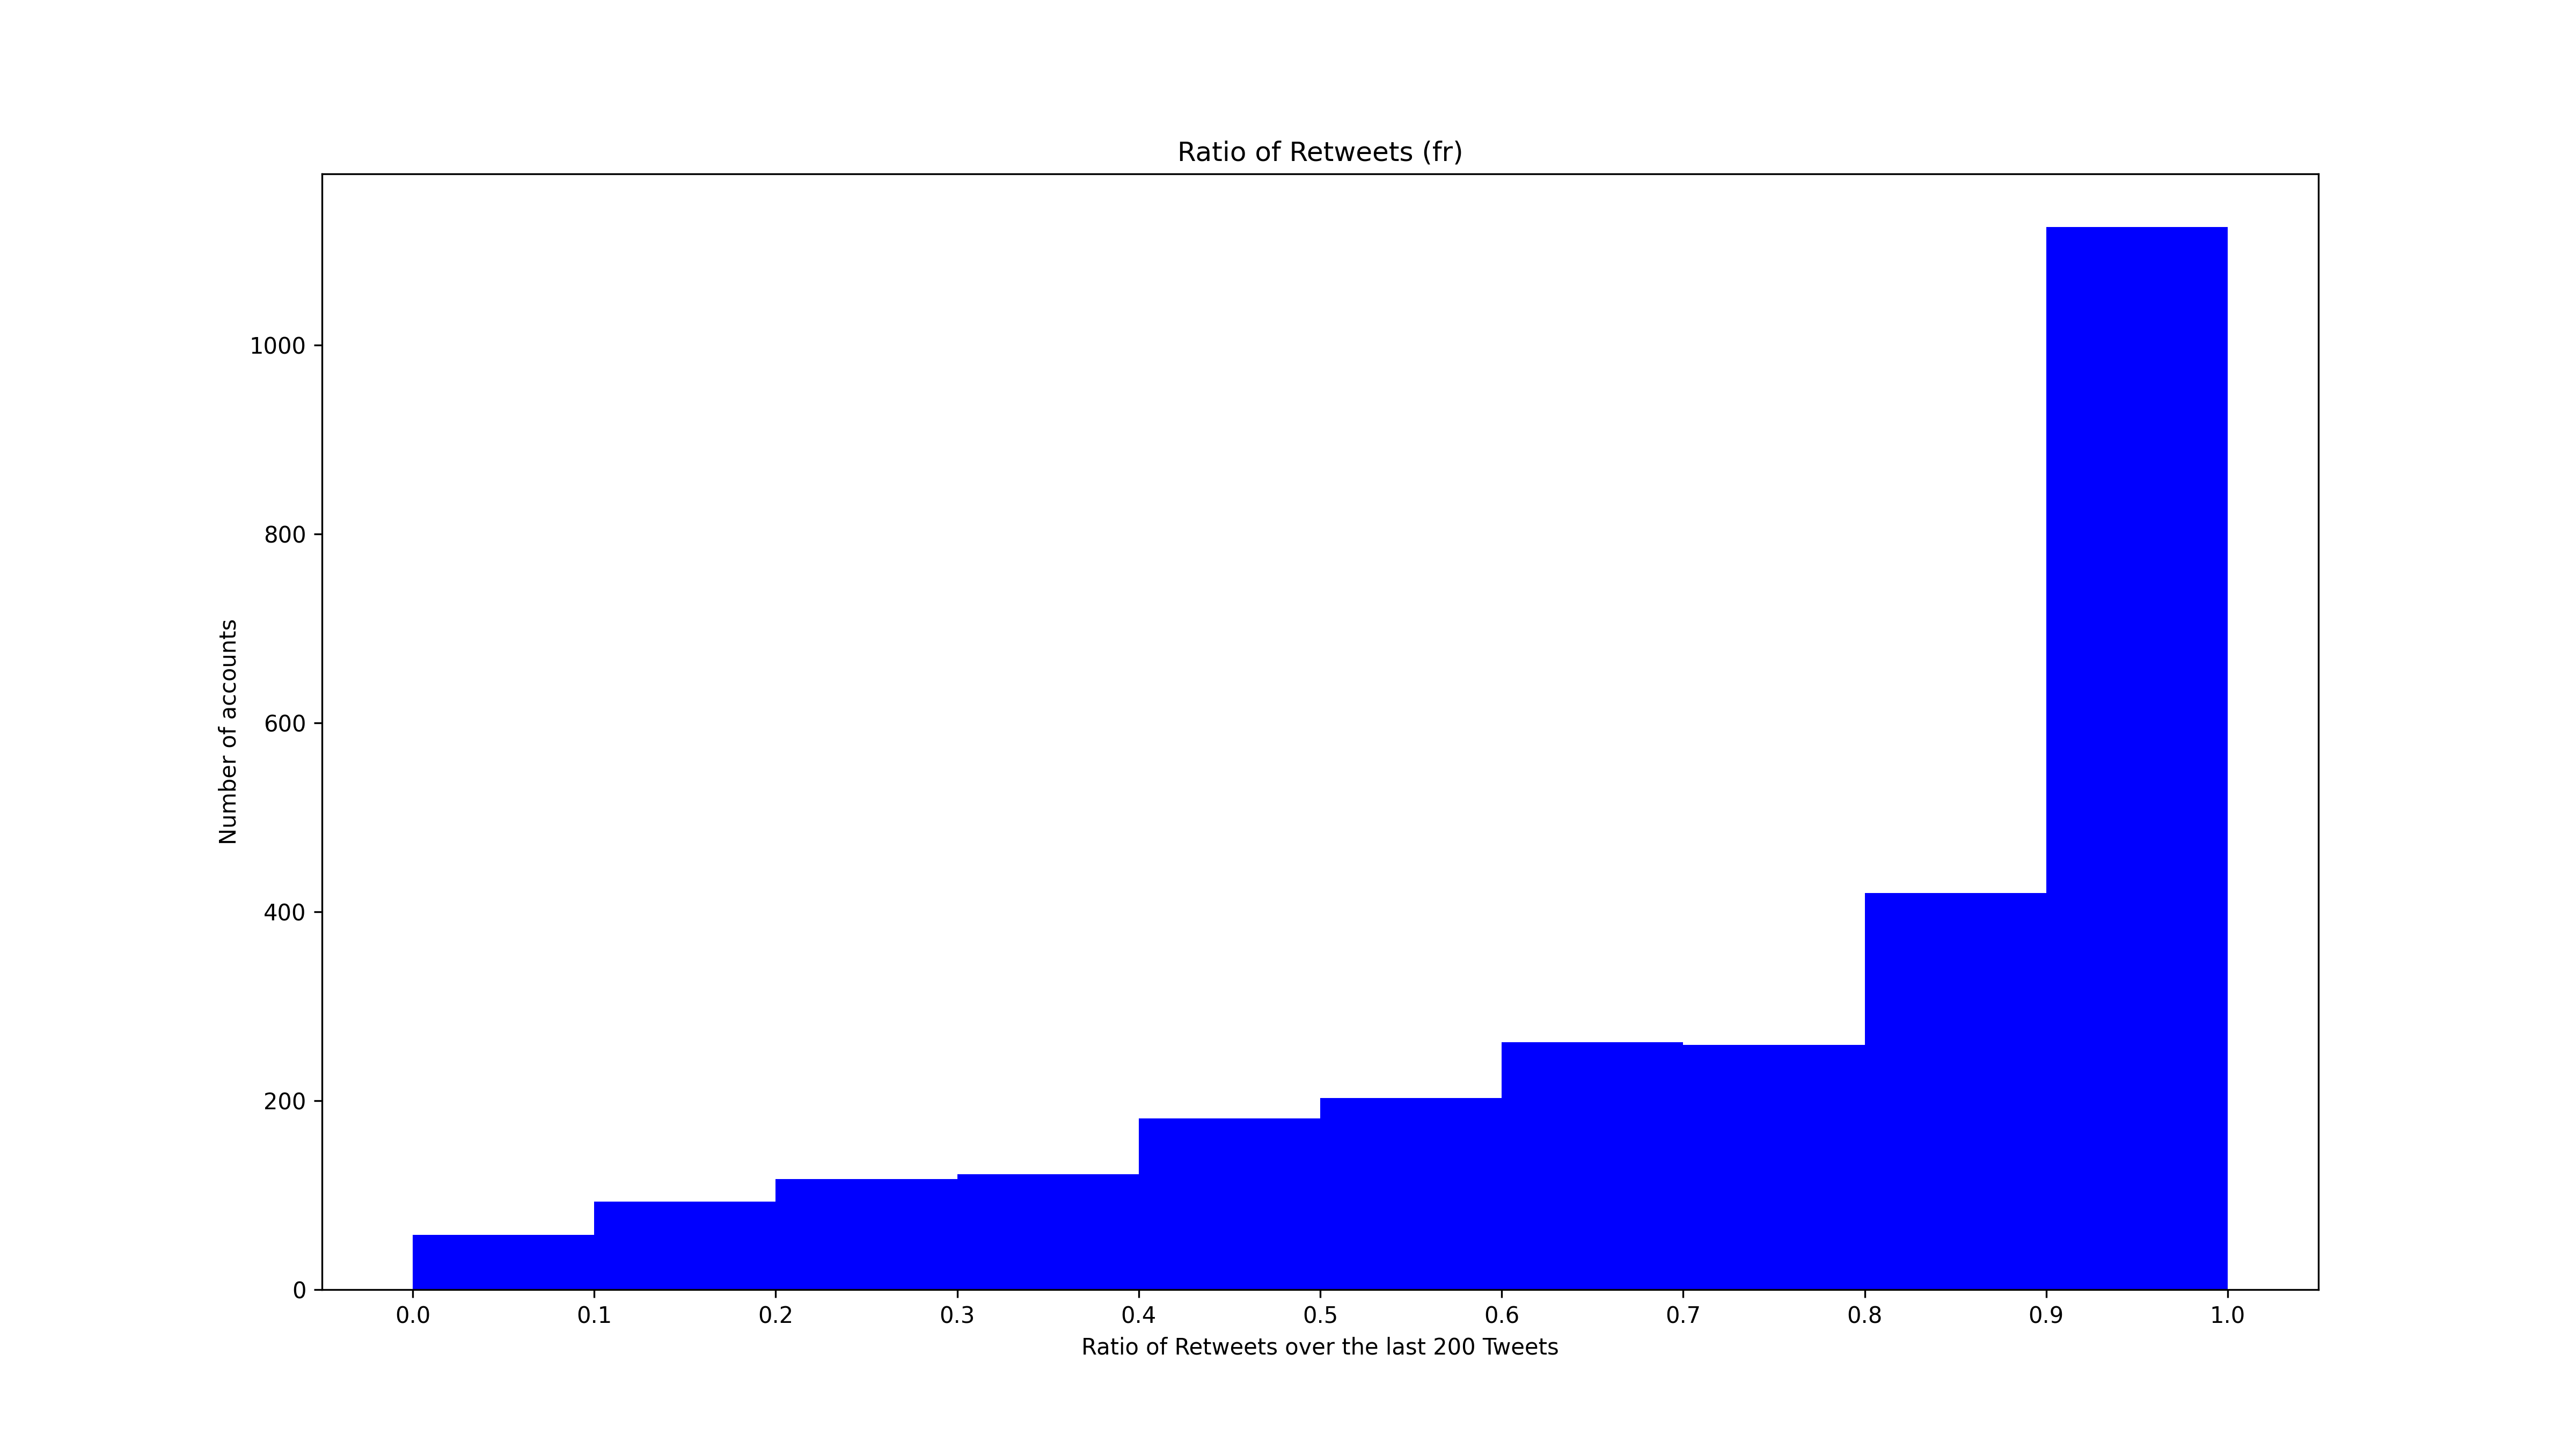 Ratio of Retweets (fr)
Number of accounts
1000
800
600
400
200
0
0.0 0.1 0.2 0.3 0.4 0.5 0.6 0.7 0.8 0.9 1.0
Ratio of Retweets over the last 200 Tweets